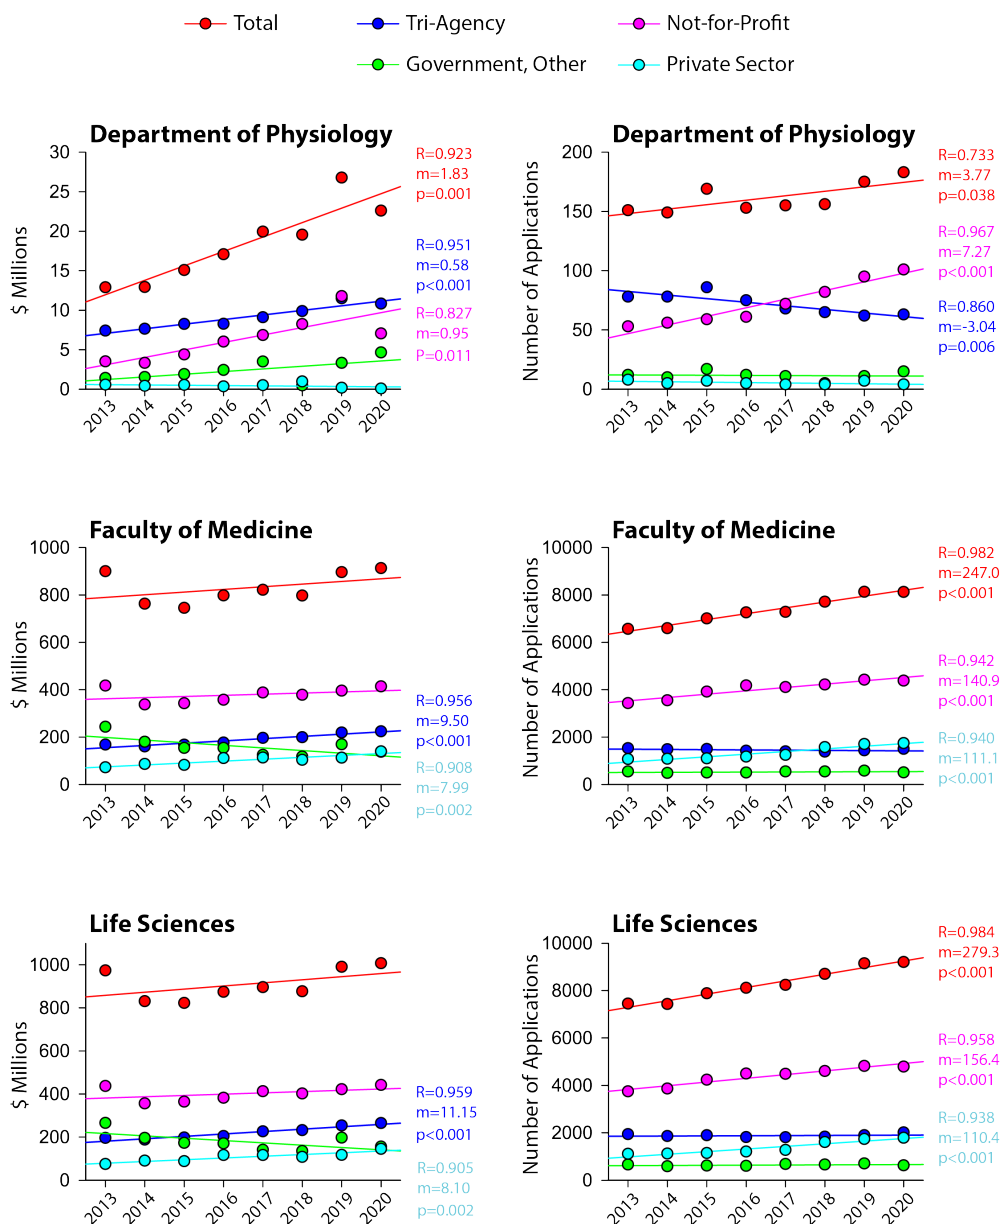 Total
Tri-Agency
Not-for-Profit
Government, Other
Private Sector
Department of Physiology
$ Millions
30
25
20
15
10
5
0
2013
2014
2015
2016
2017
2018
2019
2020
R=0.923
m=1.83
p=0.001
R=0.951
m=0.58
p<0.001
R=0.827
m=0.95
P=0.011
Department of Physiology
Number of Applications
200
150
100
50
0
2013
2014
2015
2016
2017
2018
2019
2020
R=0.733
m=3.77
p=0.038
R=0.967
m=7.27
p<0.001
R=0.860
m=-3.04
p=0.006
Faculty of Medicine
$ Millions
1000
800
600
400
200
0
2013
2014
2015
2016
2017
2018
2019
2020
R=0.956
m=9.50
p<0.001
R=0.908
m=7.99
p=0.002
Faculty of Medicine
Number of Applications
10000
8000
6000
4000
2000
0
2013
2014
2015
2016
2017
2018
2019
2020
R=0.982
m=247.0
p<0.001
R=0.942
m=140.9
p<0.001
R=0.940
m=111.1
p<0.001
Life Sciences
$ Millions
1000
800
600
400
200
0
2013
2014
2015
2016
2017
2018
2019
2020
R=0.959
m=11.15
p<0.001
R=0.905
m=8.10
p=0.002
Life Sciences
Number of Applications
10000
8000
6000
4000
2000
0
2013
2014
2015
2016
2017
2018
2019
2020
R=0.984
m=279.3
p<0.001
R=0.958
m=156.4
p<0.001
R=0.938
m=110.4
p<0.001